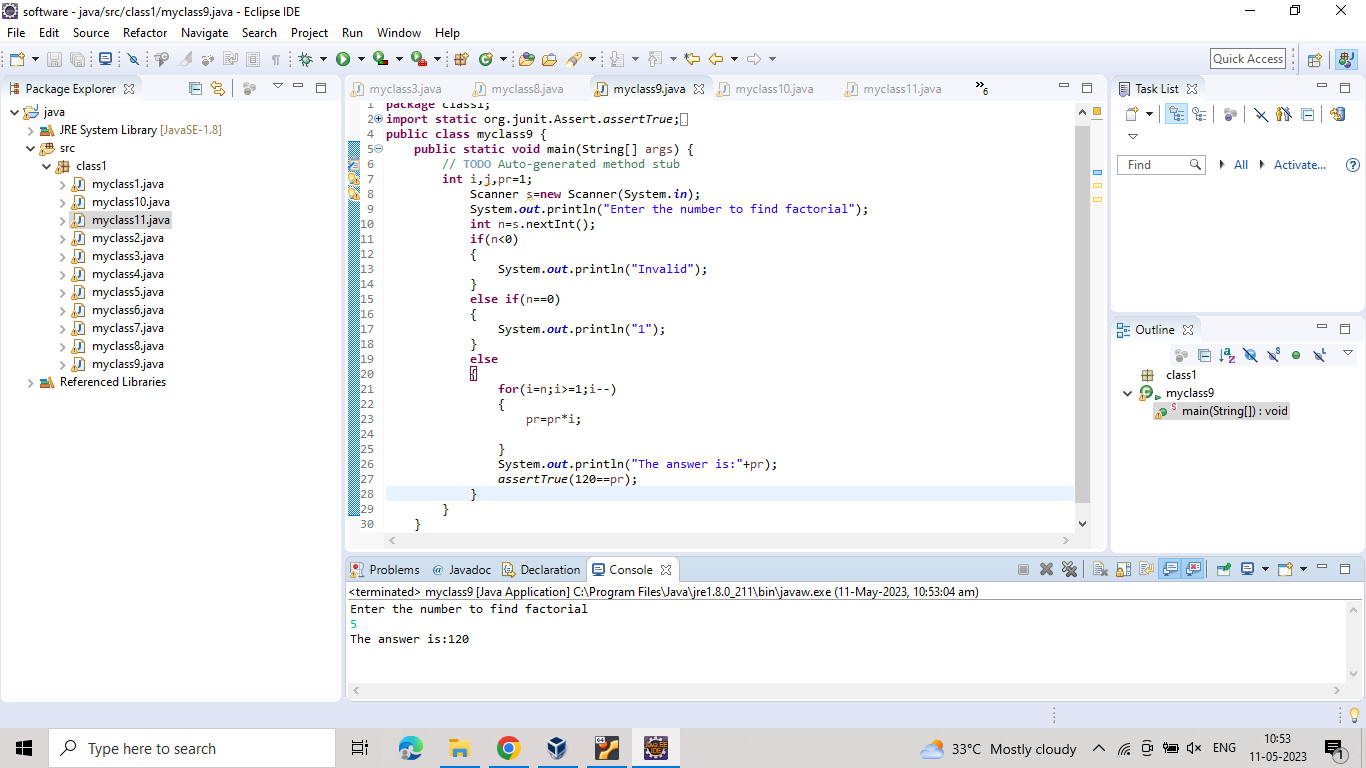 software - java/src/class1/myclass9.java - Eclipse IDE
File Edit Source Refactor Navigate Search Project Run Window Help
Quick Access
Package Explorer
java
JRE System Library [JavaSE-1.8]
src
class1
myclass1.java
myclass10.java
myclass11.java
myclass2.java
myclass3.java
myclass4.java
myclass5.java
myclass6.java
myclass7.java
myclass8.java
myclass9.java
Referenced Libraries
myclass3.java myclass8.java myclass9.java myclass10.java myclass11.java »6
1 package class1;
2 import static org.junit.Assert.assertTrue;
4 public class myclass9 {
5 public static void main(String[] args) {
6 // TODO Auto-generated method stub
7 int i,j,pr=1;
8 Scanner s=new Scanner(System.in);
9 System.out.println("Enter the number to find factorial");
10 int n=s.nextInt();
11 if(n<0)
12 {
13 System.out.println("Invalid");
14 }
15 else if(n==0)
16 {
17 System.out.println("1");
18 }
19 else
20 {
21 for(i=n;i>=1;i--)
22 {
23 pr=pr*i;
24
25 }
26 System.out.println("The answer is:"+pr);
27 assertTrue(120==pr);
28 }
29 }
30 }
Task List
Find All Activate...
Outline
class1
myclass9
main(String[]) : void
Problems @ Javadoc Declaration Console
<terminated> myclass9 [Java Application] C:\Program Files\Java\jre1.8.0_211\bin\javaw.exe (11-May-2023, 10:53:04 am)
Enter the number to find factorial
5
The answer is:120
Type here to search
33°C Mostly cloudy
ENG
10:53
11-05-2023
1